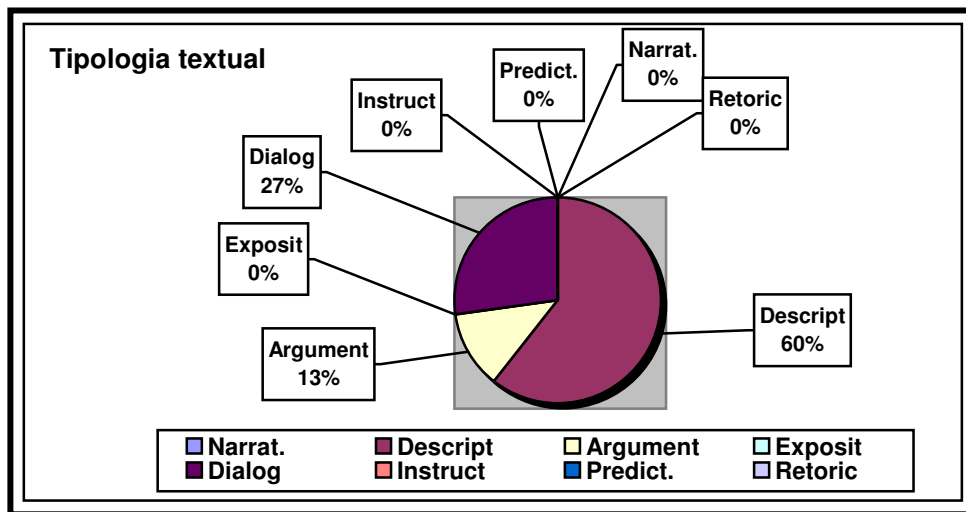 Tipologia textual
Narrat.
0%
Predict.
0%
Retoric
0%
Instruct
0%
Dialog
27%
Exposit
0%
Descript
60%
Argument
13%
Narrat. Descript Argument Exposit
Dialog Instruct Predict. Retoric